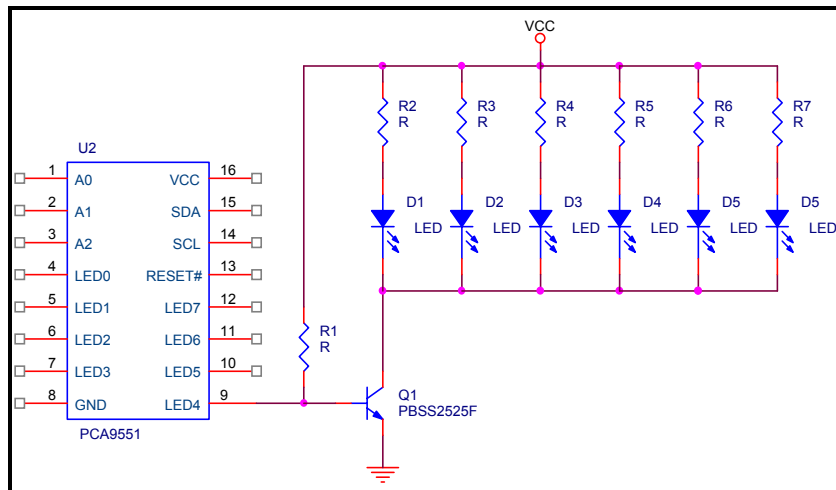 VCC
R2
R
R3
R
R4
R
R5
R
R6
R
R7
R
U2
D1
LED
D2
LED
D3
LED
D4
LED
D5
LED
D5
LED
1 A0 VCC 16
2 A1 SDA 15
3 A2 SCL 14
4 LED0 RESET# 13
5 LED1 LED7 12
6 LED2 LED6 11
7 LED3 LED5 10
8 GND LED4 9
PCA9551
R1
R
Q1
PBSS2525F